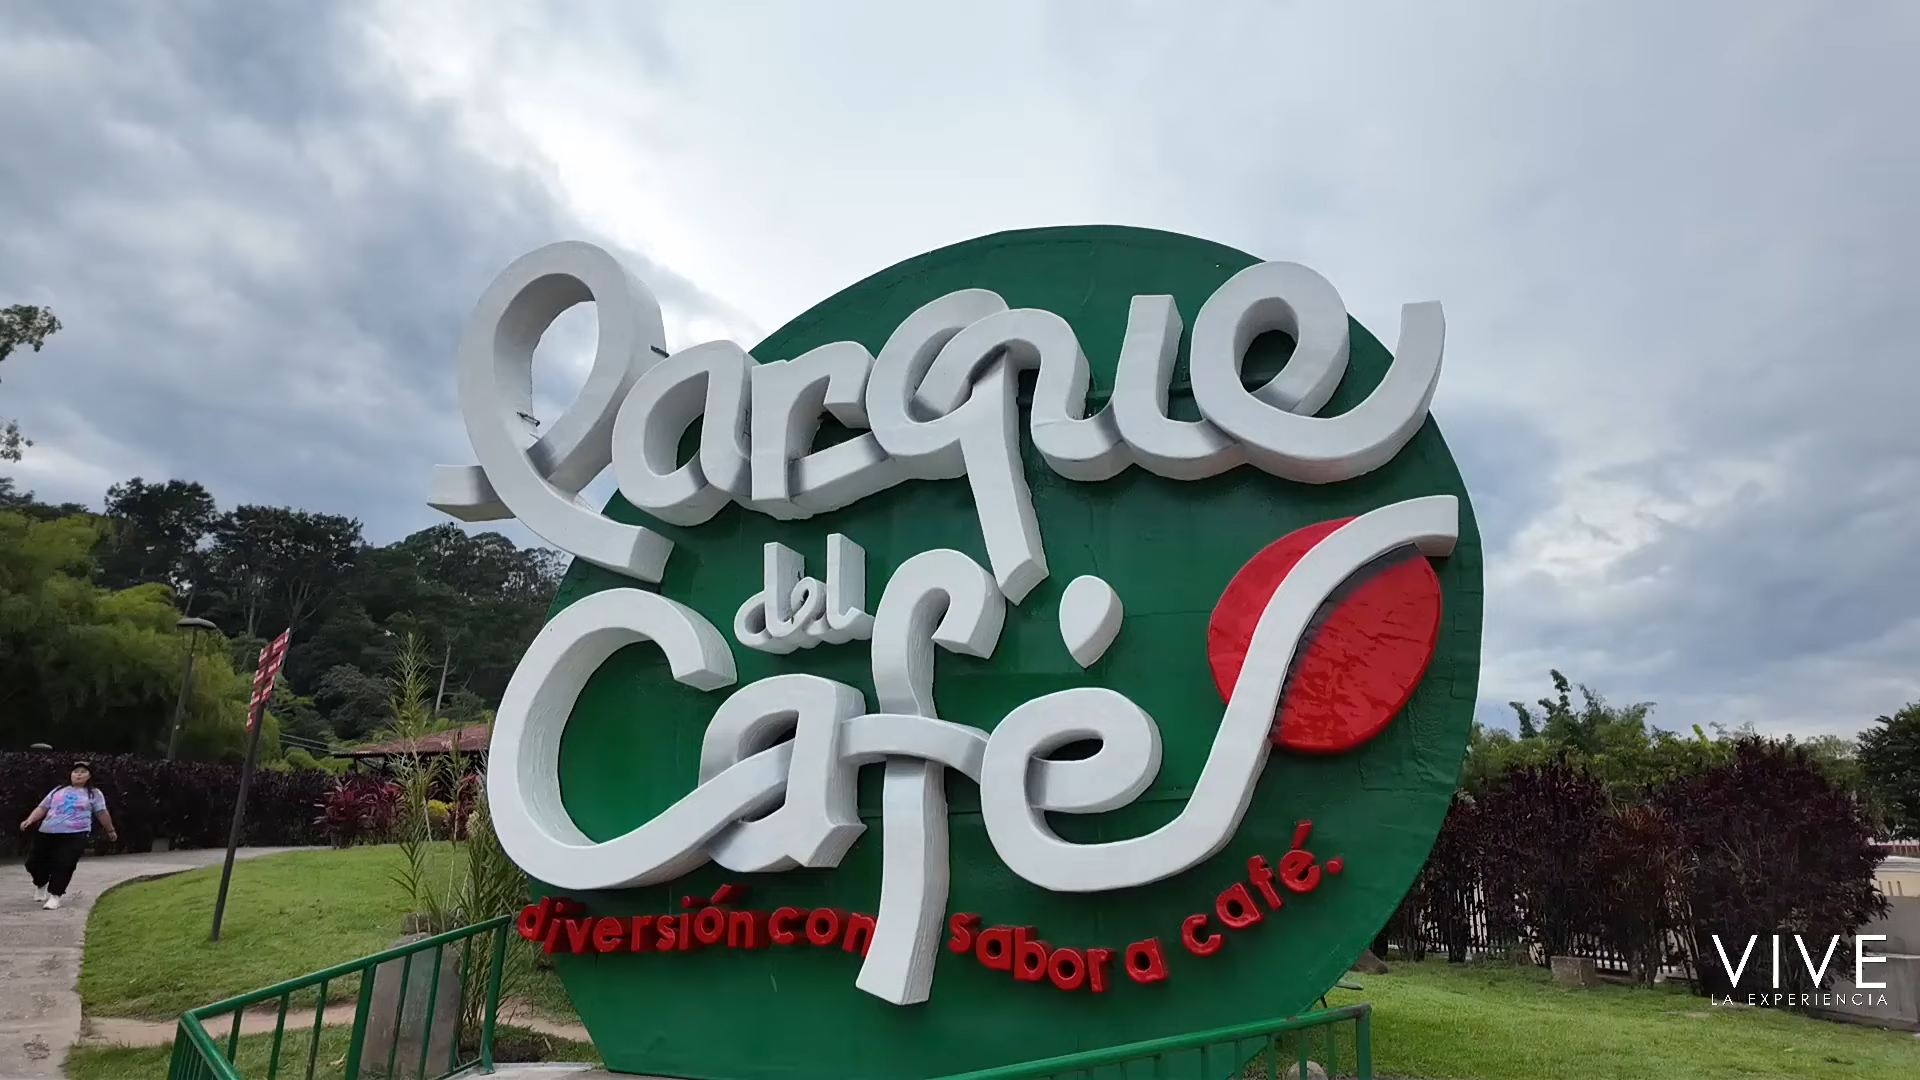 Parque
del
Café
diversión con sabor a café.
VIVE
LA EXPERIENCIA